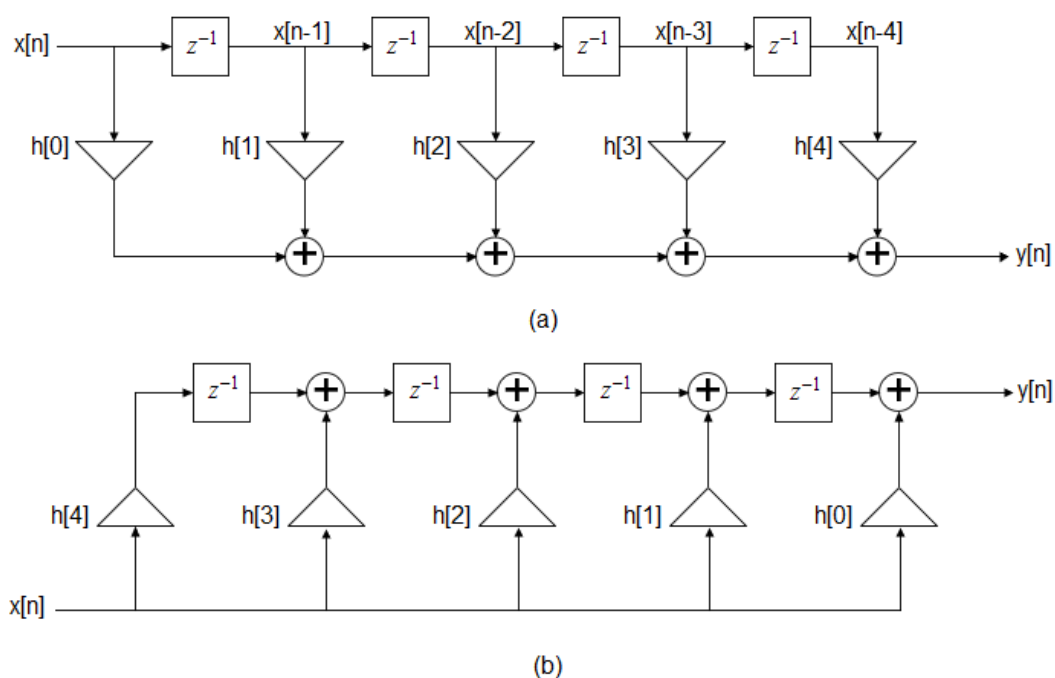 x[n] z⁻¹ x[n-1] z⁻¹ x[n-2] z⁻¹ x[n-3] z⁻¹ x[n-4]
h[0] h[1] h[2] h[3] h[4]
+ + + + y[n]
(a)
z⁻¹ + z⁻¹ + z⁻¹ + z⁻¹ + y[n]
h[4] h[3] h[2] h[1] h[0]
x[n]
(b)